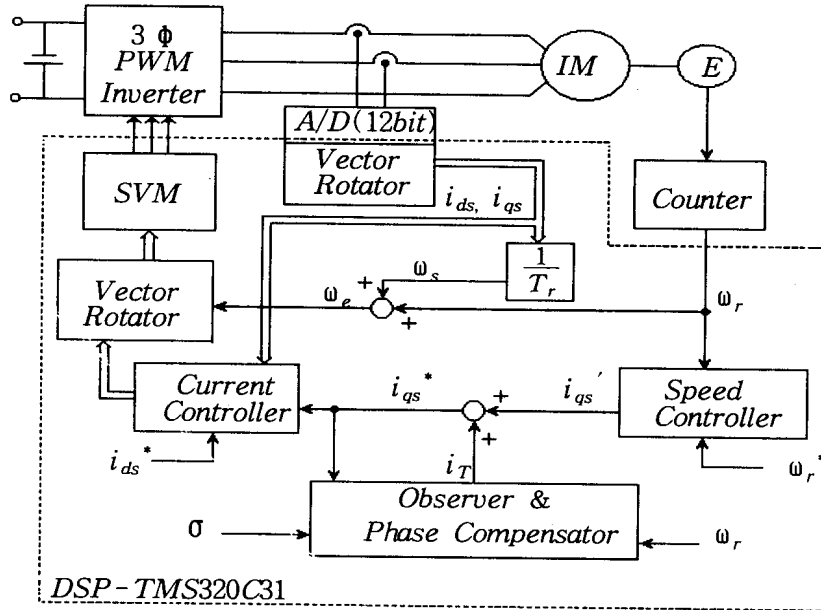 3 Φ
PWM
Inverter
IM
E
A/D(12bit)
Vector
Rotator
SVM
i_ds, i_qs
Counter
1
T_r
Vector
Rotator
ω_e
+
ω_s
+
ω_r
Current
Controller
i_qs*
+
i_qs′
Speed
Controller
+
i_ds*
i_T
ω_r*
Observer &
Phase Compensator
σ
ω_r
DSP-TMS320C31